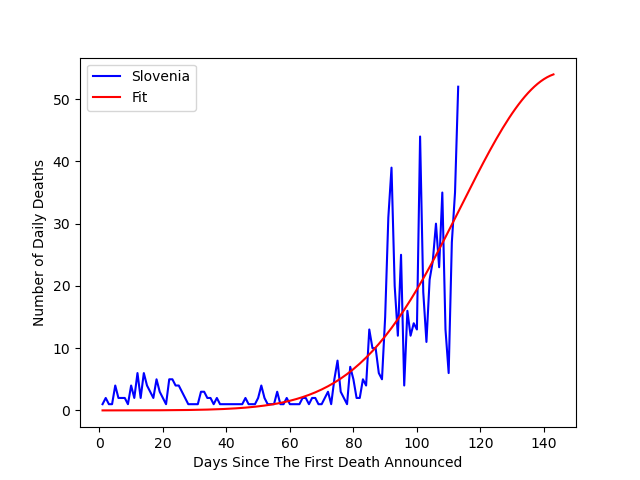 Slovenia
Fit
Number of Daily Deaths
50
40
30
20
10
0
0 20 40 60 80 100 120 140
Days Since The First Death Announced